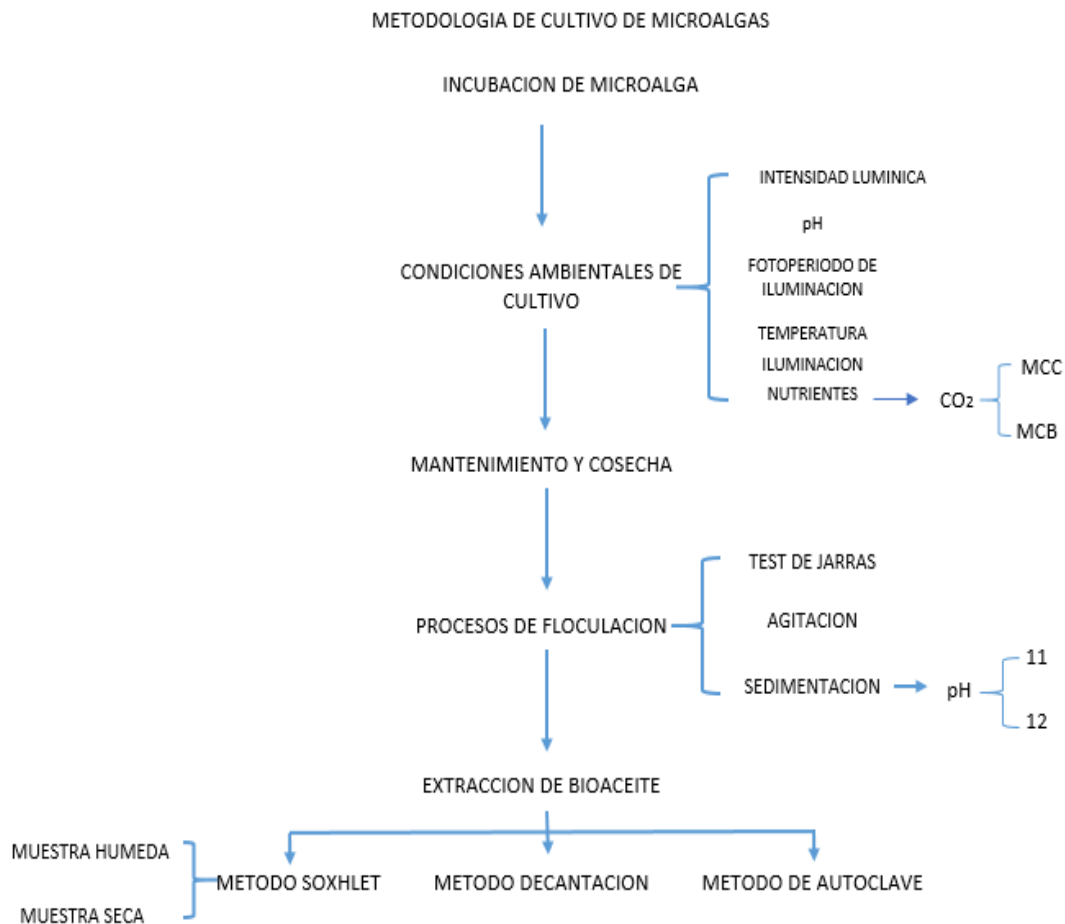 METODOLOGIA DE CULTIVO DE MICROALGAS
INCUBACION DE MICROALGA
CONDICIONES AMBIENTALES DE
CULTIVO
INTENSIDAD LUMINICA
pH
FOTOPERIODO DE
ILUMINACION
TEMPERATURA
ILUMINACION
NUTRIENTES
CO2
MCC
MCB
MANTENIMIENTO Y COSECHA
PROCESOS DE FLOCULACION
TEST DE JARRAS
AGITACION
SEDIMENTACION
pH
11
12
EXTRACCION DE BIOACEITE
MUESTRA HUMEDA
MUESTRA SECA
METODO SOXHLET
METODO DECANTACION
METODO DE AUTOCLAVE